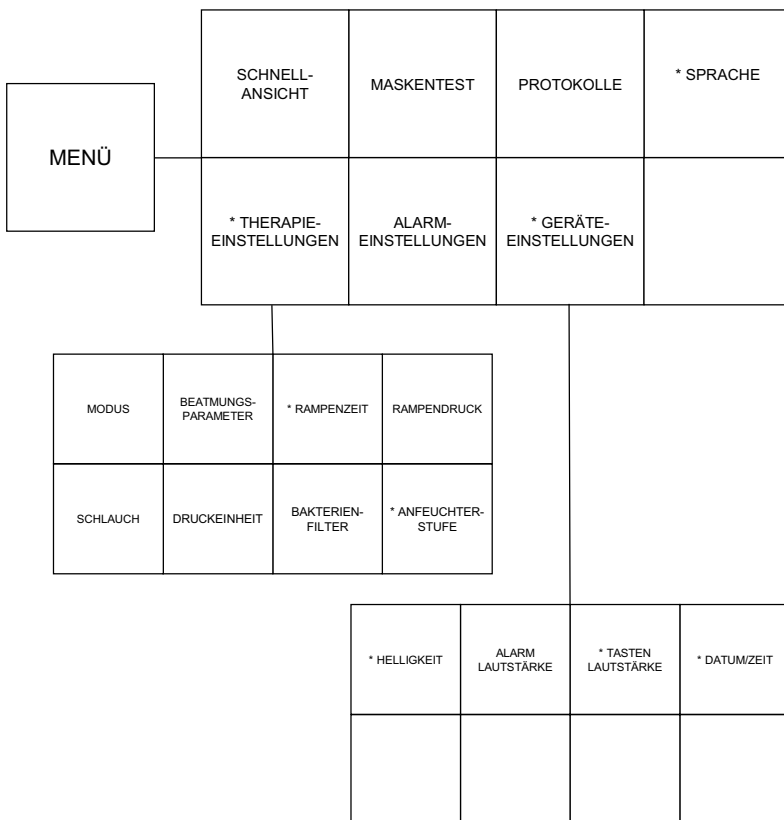 MENÜ
SCHNELL-
ANSICHT
MASKENTEST
PROTOKOLLE
* SPRACHE
* THERAPIE-
EINSTELLUNGEN
ALARM-
EINSTELLUNGEN
* GERÄTE-
EINSTELLUNGEN
MODUS
BEATMUNGS-
PARAMETER
* RAMPENZEIT
RAMPENDRUCK
SCHLAUCH
DRUCKEINHEIT
BAKTERIEN-
FILTER
* ANFEUCHTER-
STUFE
* HELLIGKEIT
ALARM
LAUTSTÄRKE
* TASTEN
LAUTSTÄRKE
* DATUM/ZEIT